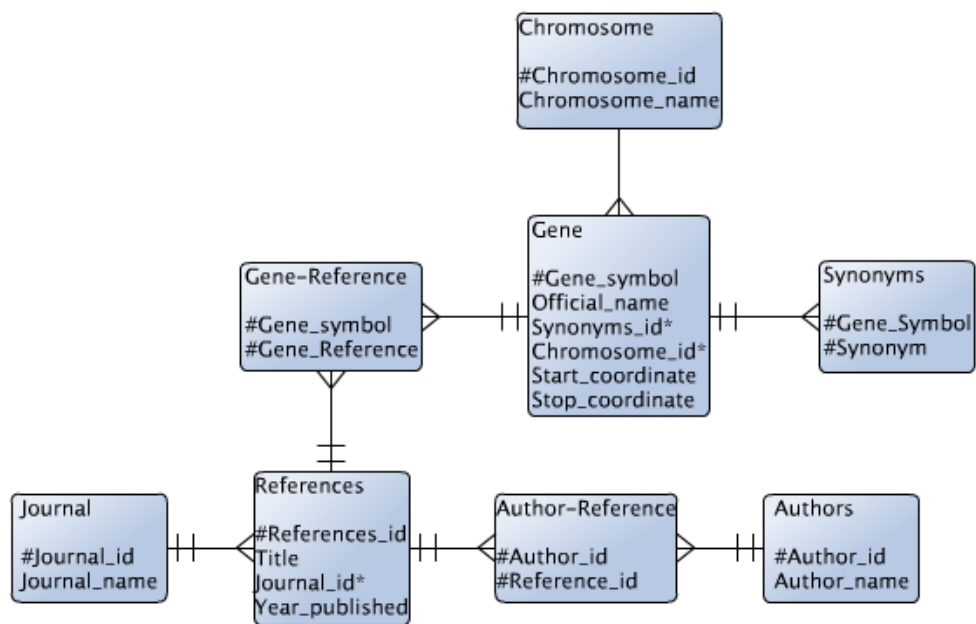 Chromosome
#Chromosome_id
Chromosome_name
Gene
#Gene_symbol
Official_name
Synonyms_id*
Chromosome_id*
Start_coordinate
Stop_coordinate
Gene-Reference
#Gene_symbol
#Gene_Reference
Synonyms
#Gene_Symbol
#Synonym
Journal
#Journal_id
Journal_name
References
#References_id
Title
Journal_id*
Year_published
Author-Reference
#Author_id
#Reference_id
Authors
#Author_id
Author_name